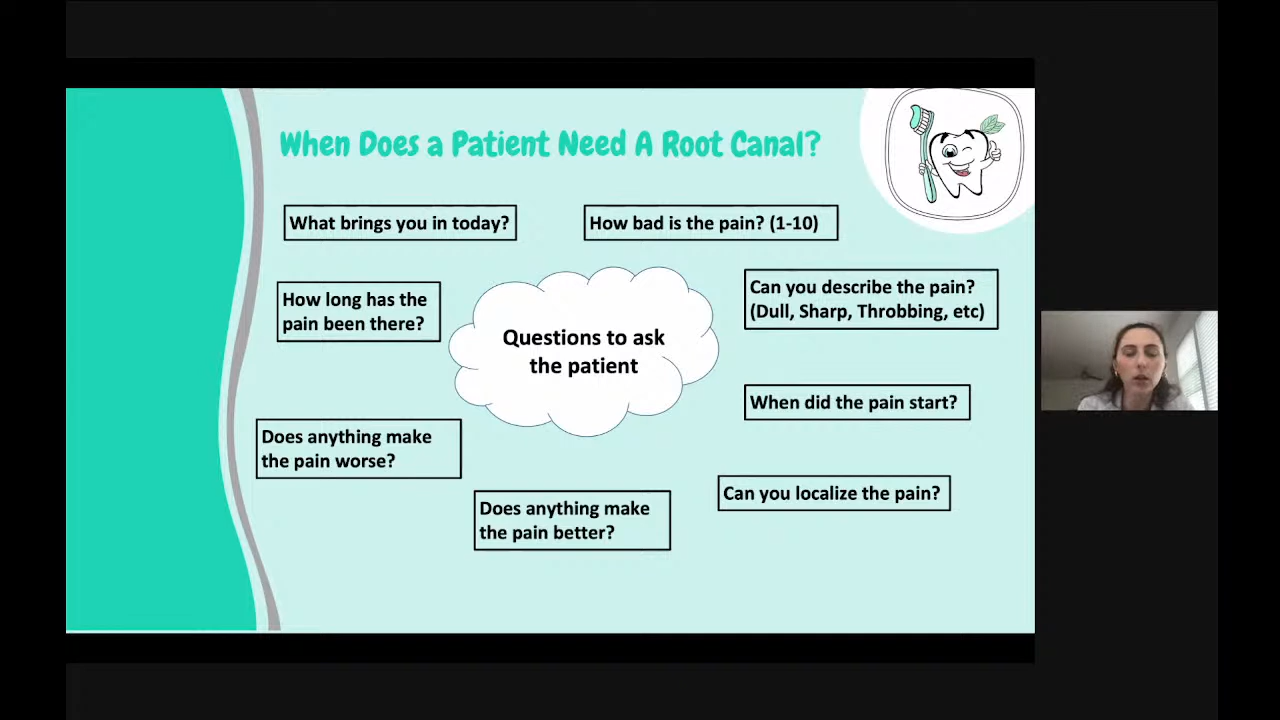 When Does a Patient Need A Root Canal?
What brings you in today?
How bad is the pain? (1-10)
How long has the
pain been there?
Can you describe the pain?
(Dull, Sharp, Throbbing, etc)
Questions to ask
the patient
When did the pain start?
Does anything make
the pain worse?
Can you localize the pain?
Does anything make
the pain better?